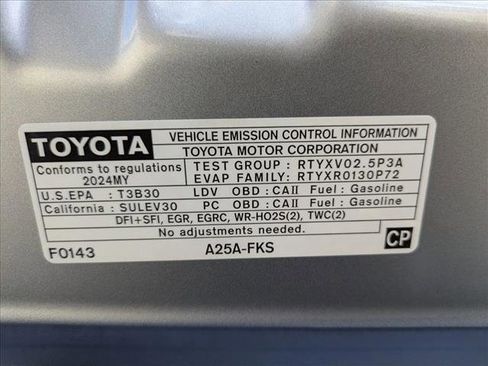 TOYOTA VEHICLE EMISSION CONTROL INFORMATION
TOYOTA MOTOR CORPORATION
Conforms to regulations
2024MY
TEST GROUP : RTYXV02.5P3A
EVAP FAMILY : RTYXR0130P72
U.S.EPA : T3B30 LDV OBD : CAII Fuel : Gasoline
California : SULEV30 PC OBD : CAII Fuel : Gasoline
DFI+SFI, EGR, EGRC, WR-HO2S(2), TWC(2)
No adjustments needed.
F0143 A25A-FKS CP